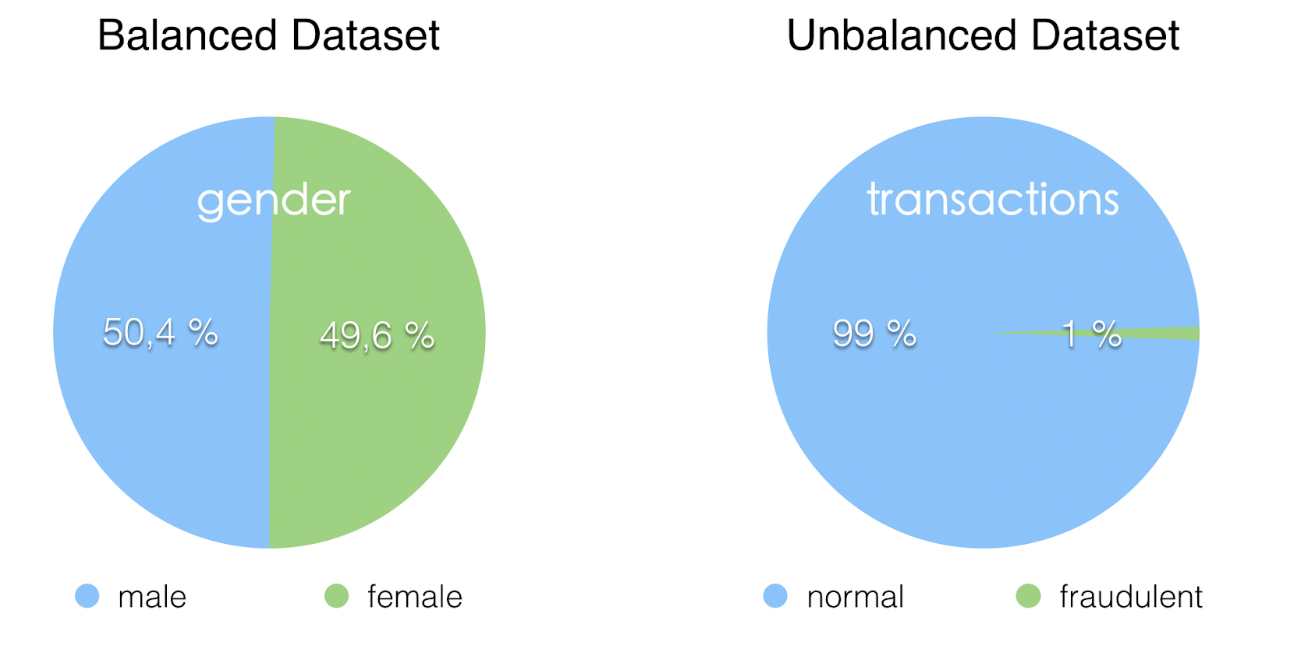 Balanced Dataset
gender
50,4 %
49,6 %
male
female
Unbalanced Dataset
transactions
99 %
1 %
normal
fraudulent